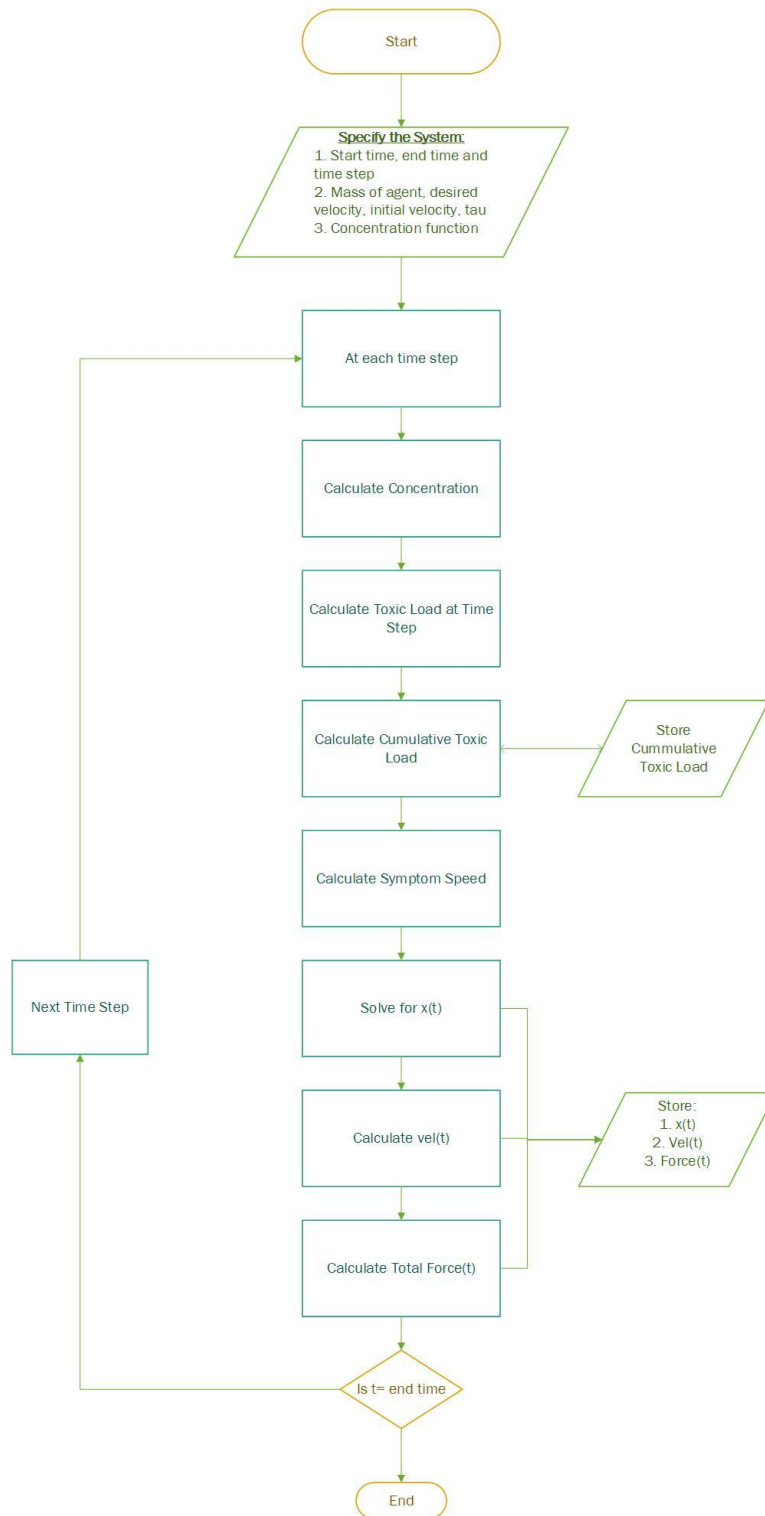 Start
Specify the System:
1. Start time, end time and
time step
2. Mass of agent, desired
velocity, initial velocity, tau
3. Concentration function
At each time step
Calculate Concentration
Calculate Toxic Load at Time
Step
Calculate Cumulative Toxic
Load
Store
Cummulative
Toxic Load
Calculate Symptom Speed
Next Time Step
Solve for x(t)
Calculate vel(t)
Store:
1. x(t)
2. Vel(t)
3. Force(t)
Calculate Total Force(t)
Is t= end time
End